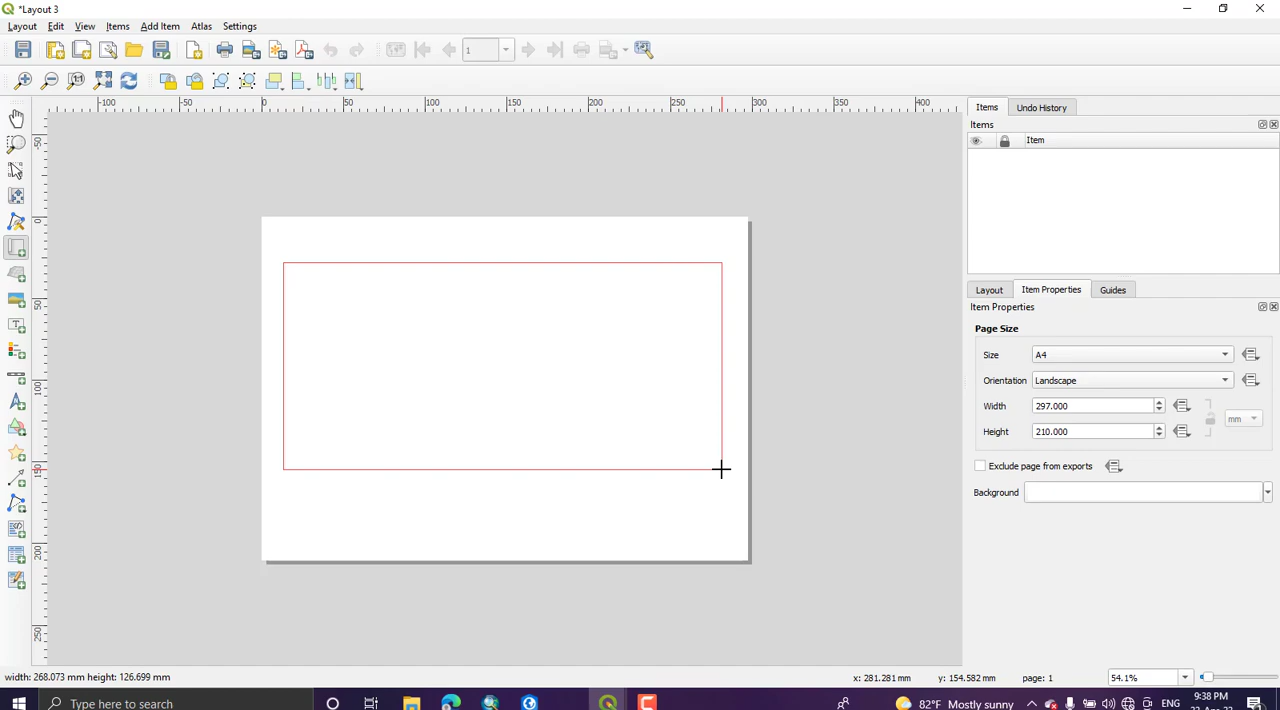 *Layout 3
Layout Edit View Items Add Item Atlas Settings
1
-100 -50 0 50 100 150 200 250 300 350 400
-50
0
50
100
150
200
250
Items Undo History
Items
Item
Layout Item Properties Guides
Item Properties
Page Size
Size A4
Orientation Landscape
Width 297.000
mm
Height 210.000
Exclude page from exports
Background
width: 268.073 mm height: 126.699 mm x: 281.281 mm y: 154.582 mm page: 1 54.1%
Type here to search 82°F Mostly sunny ENG 9:38 PM